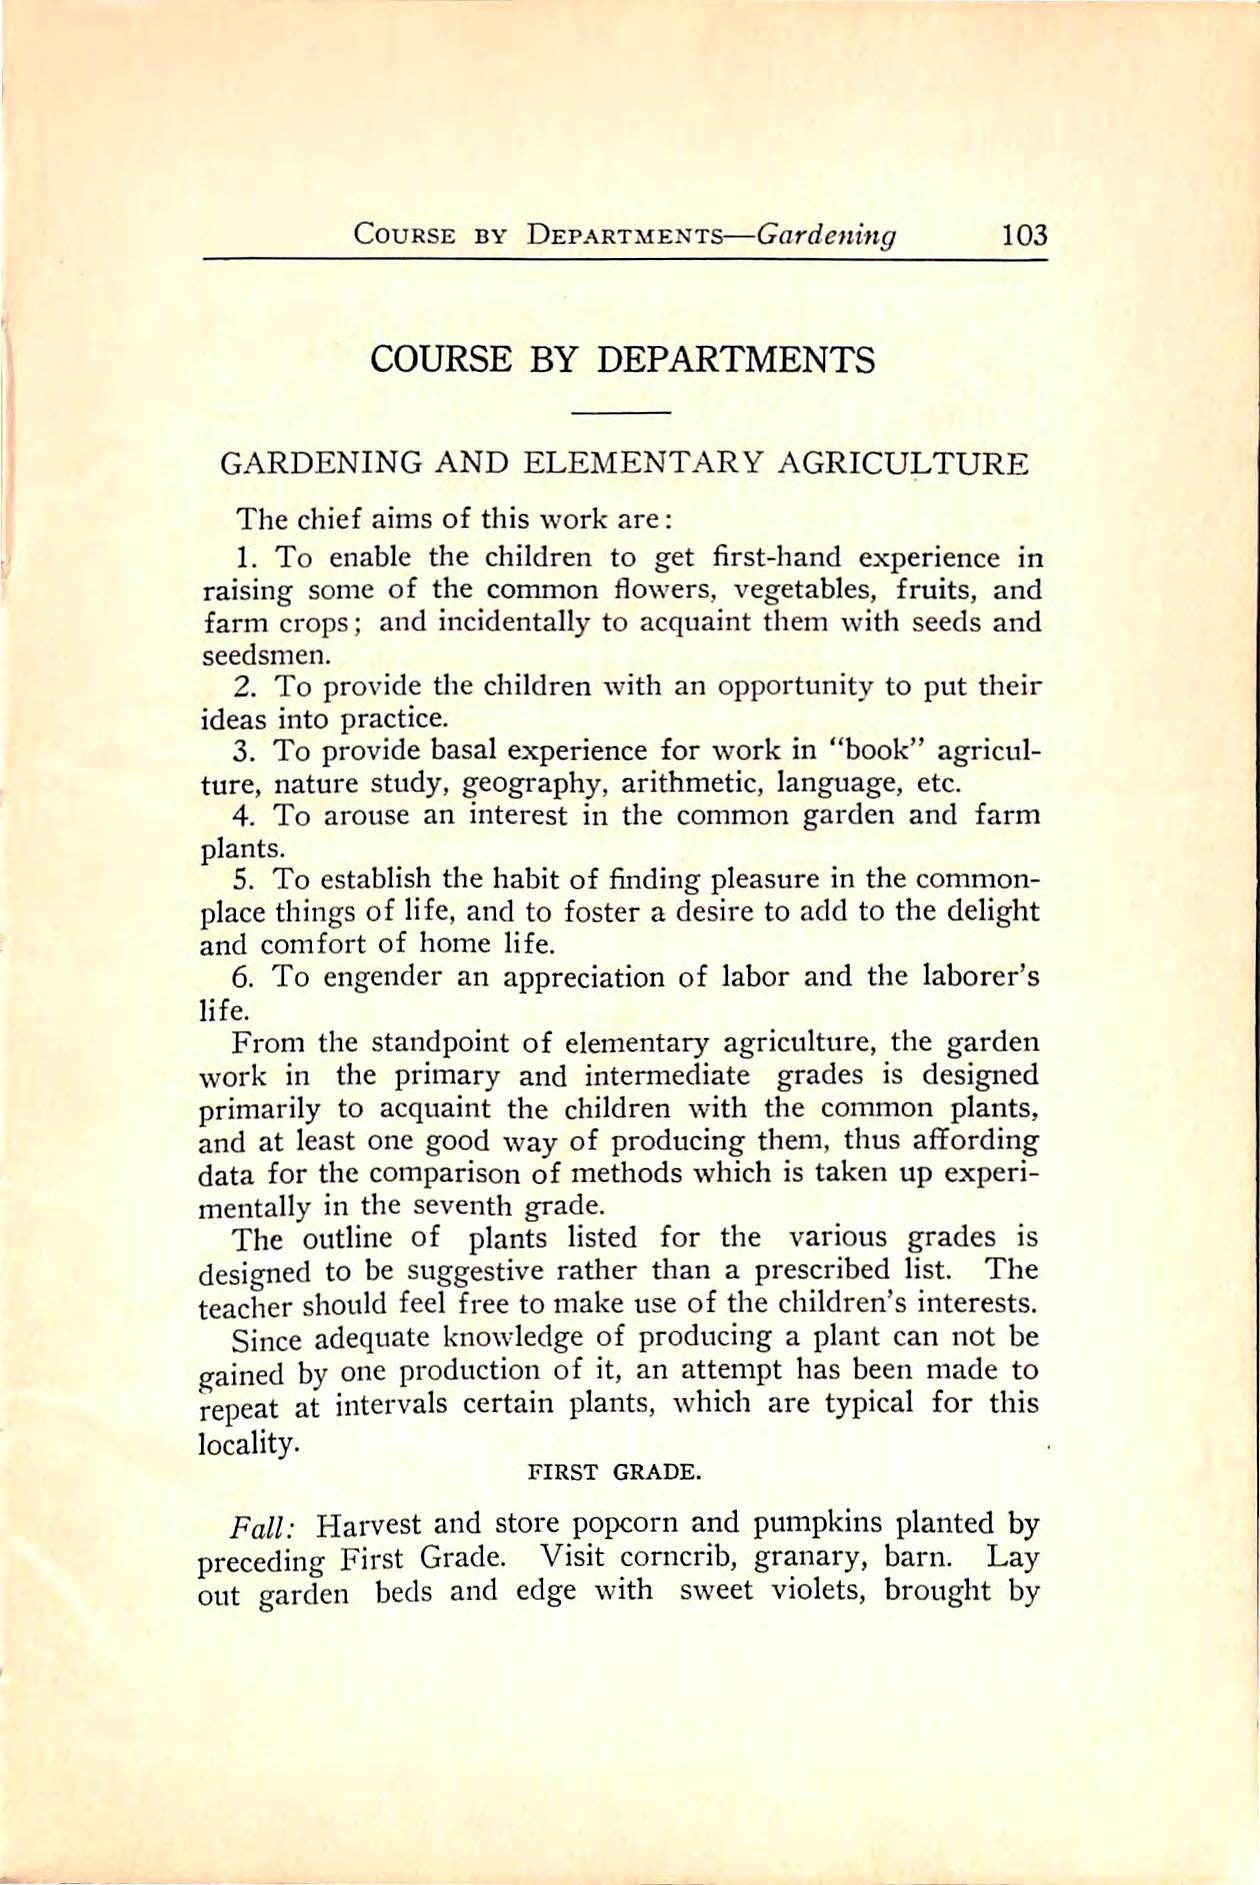 COURSE BY DEPARTMENTS—Gardening 103
COURSE BY DEPARTMENTS
GARDENING AND ELEMENTARY AGRICULTURE
The chief aims of this work are:
1. To enable the children to get first-hand experience in
raising some of the common flowers, vegetables, fruits, and
farm crops; and incidentally to acquaint them with seeds and
seedsmen.
2. To provide the children with an opportunity to put their
ideas into practice.
3. To provide basal experience for work in “book” agricul-
ture, nature study, geography, arithmetic, language, etc.
4. To arouse an interest in the common garden and farm
plants.
5. To establish the habit of finding pleasure in the common-
place things of life, and to foster a desire to add to the delight
and comfort of home life.
6. To engender an appreciation of labor and the laborer’s
life.
From the standpoint of elementary agriculture, the garden
work in the primary and intermediate grades is designed
primarily to acquaint the children with the common plants,
and at least one good way of producing them, thus affording
data for the comparison of methods which is taken up experi-
mentally in the seventh grade.
The outline of plants listed for the various grades is
designed to be suggestive rather than a prescribed list. The
teacher should feel free to make use of the children’s interests.
Since adequate knowledge of producing a plant can not be
gained by one production of it, an attempt has been made to
repeat at intervals certain plants, which are typical for this
locality.
FIRST GRADE.
Fall: Harvest and store popcorn and pumpkins planted by
preceding First Grade. Visit corncrib, granary, barn. Lay
out garden beds and edge with sweet violets, brought by